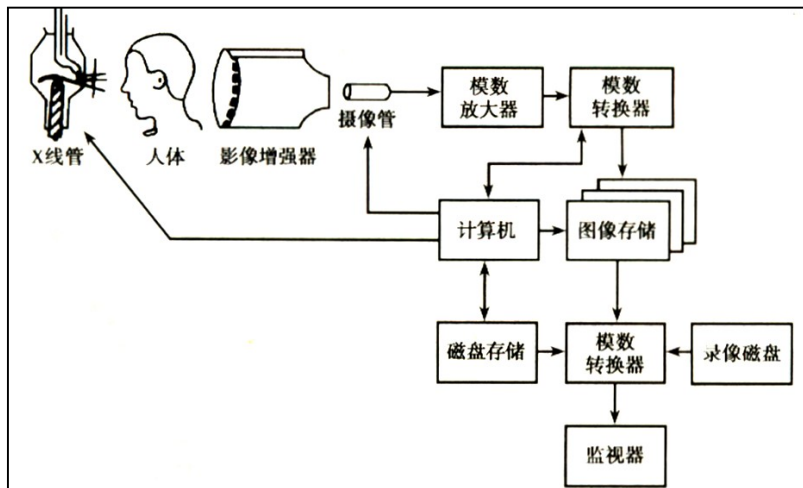 模数
放大器
模数
转换器
摄像管
X线管
人体
影像增强器
计算机
图像存储
磁盘存储
模数
转换器
录像磁盘
监视器